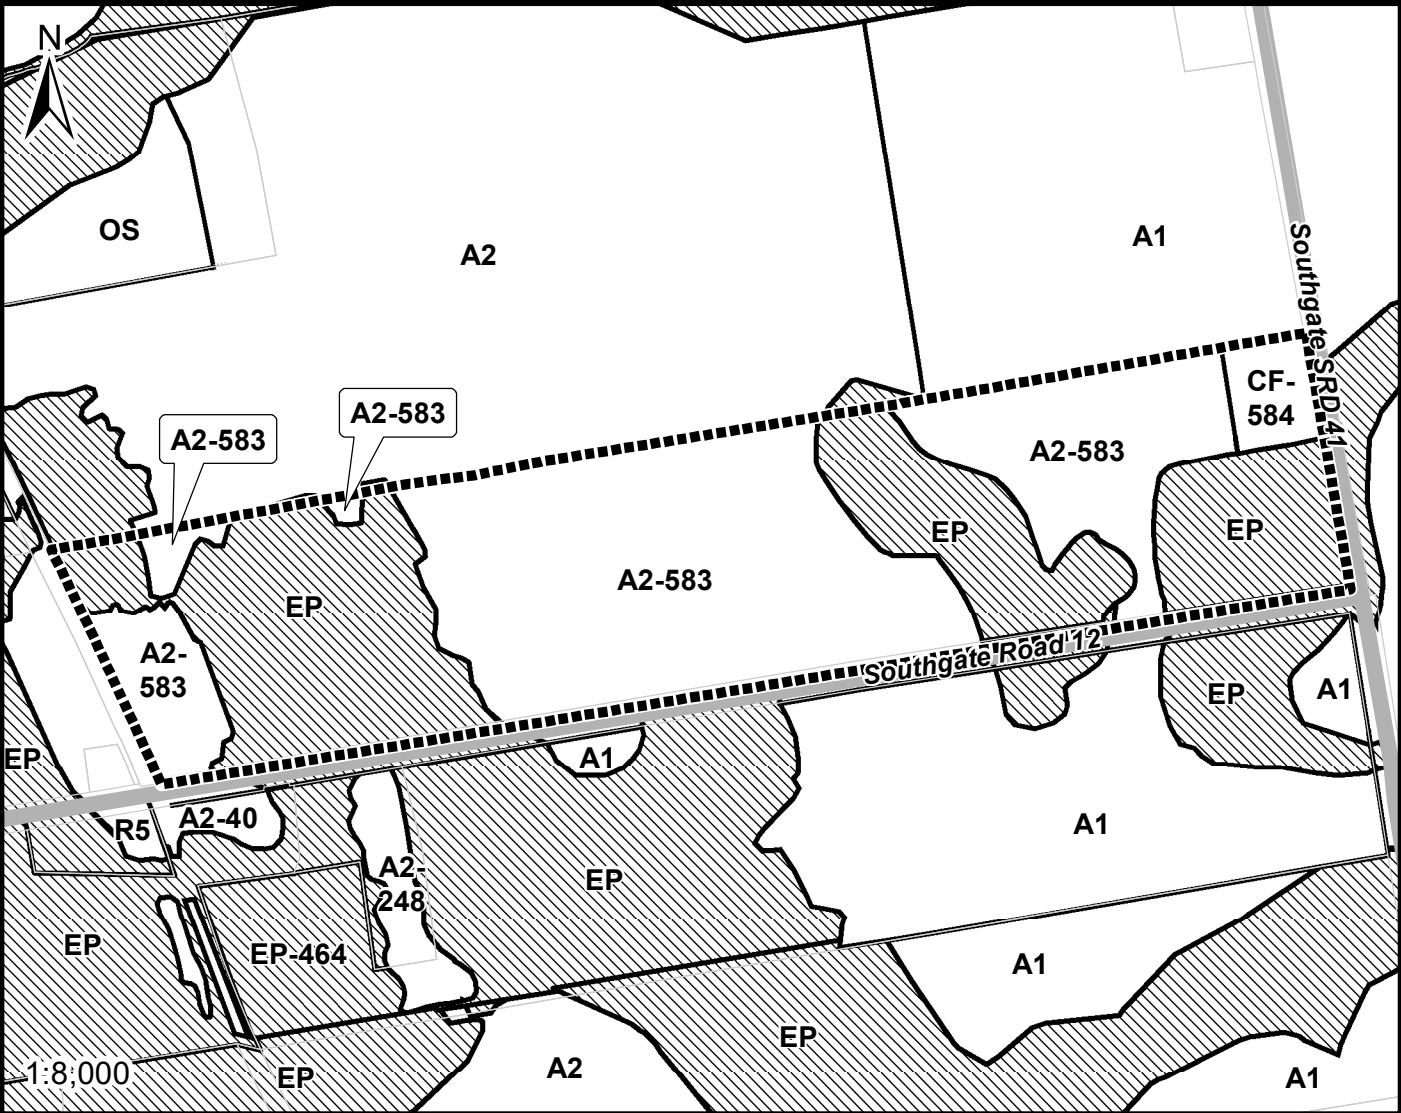 N
OS
A2
A1
Southgate SRD 41
A2-583
A2-583
CF-
584
A2-583
EP
EP
A2-583
EP
A2-
583
Southgate Road 12
EP
A1
EP
A1
R5
A2-40
A1
A2-
248
EP
EP
EP-464
A1
EP
A2
1:8,000
EP
A1